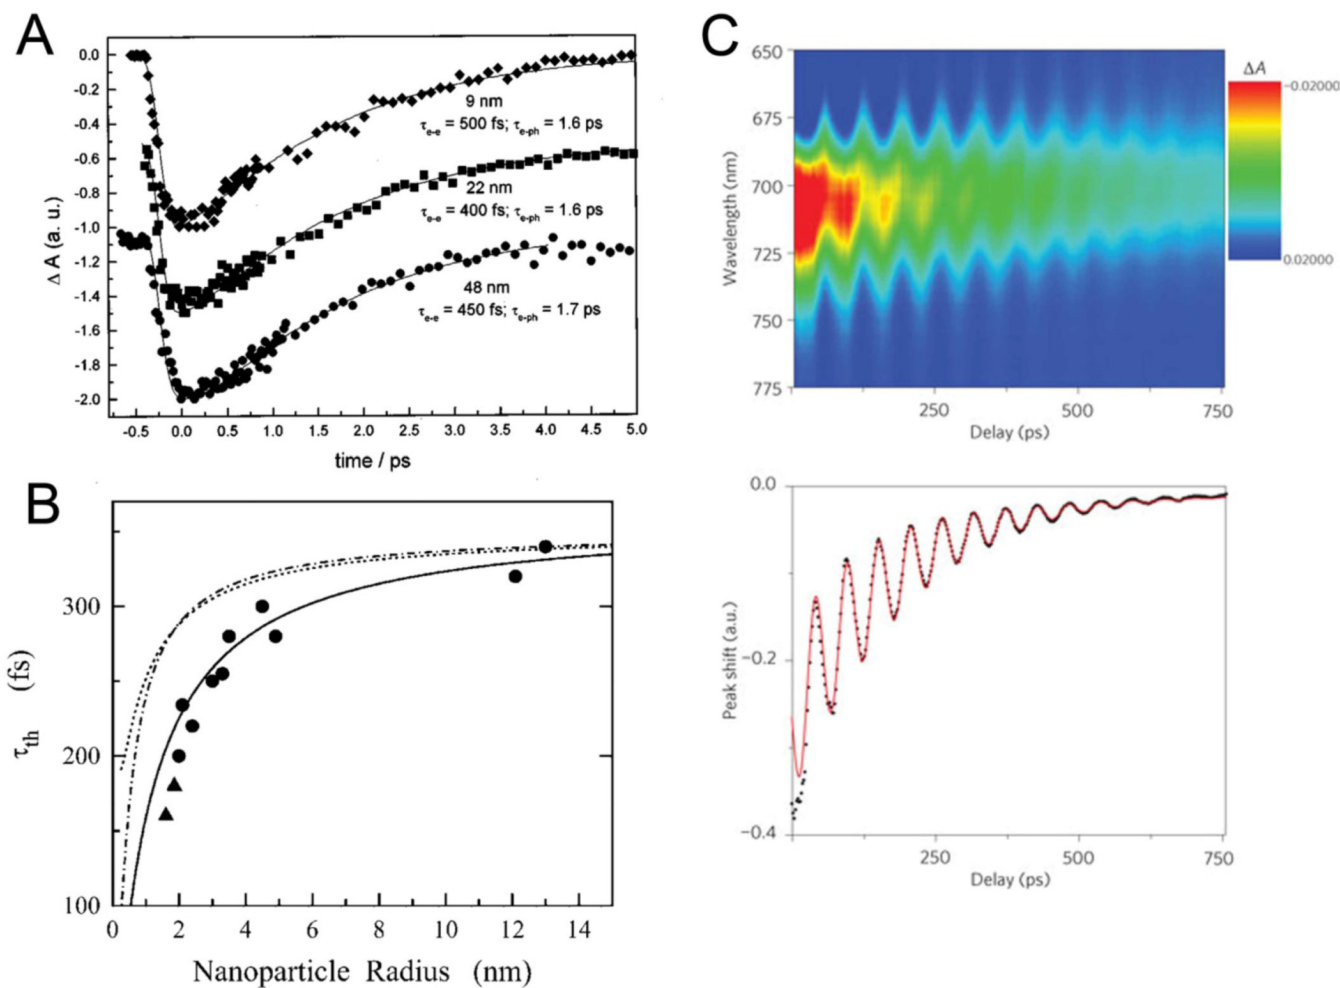 A
0.0
-0.2
-0.4
-0.6
-0.8
-1.0
-1.2
-1.4
-1.6
-1.8
-2.0
Δ A (a. u.)
9 nm
τe-e = 500 fs; τe-ph = 1.6 ps
22 nm
τe-e = 400 fs; τe-ph = 1.6 ps
48 nm
τe-e = 450 fs; τe-ph = 1.7 ps
-0.5 0.0 0.5 1.0 1.5 2.0 2.5 3.0 3.5 4.0 4.5 5.0
time / ps
B
300
200
100
τth (fs)
0 2 4 6 8 10 12 14
Nanoparticle Radius (nm)
C
650
675
700
725
750
775
Wavelength (nm)
250 500 750
Delay (ps)
ΔA
-0.02000
0.02000
0.0
-0.2
-0.4
Peak shift (a.u.)
250 500 750
Delay (ps)